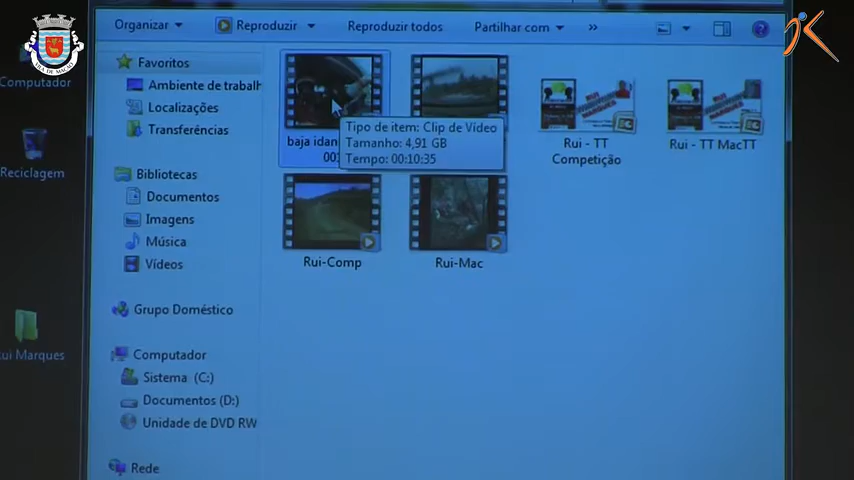 Organizar
Reproduzir
Reproduzir todos
Partilhar com
»
Favoritos
Ambiente de trabalh
Localizações
Transferências
Bibliotecas
Documentos
Imagens
Música
Vídeos
Grupo Doméstico
Computador
Sistema (C:)
Documentos (D:)
Unidade de DVD RW
Rede
Computador
Reciclagem
Rui Marques
baja idan
001
Tipo de item: Clip de Vídeo
Tamanho: 4,91 GB
Tempo: 00:10:35
Rui - TT
Competição
Rui - TT MacTT
Rui-Comp
Rui-Mac